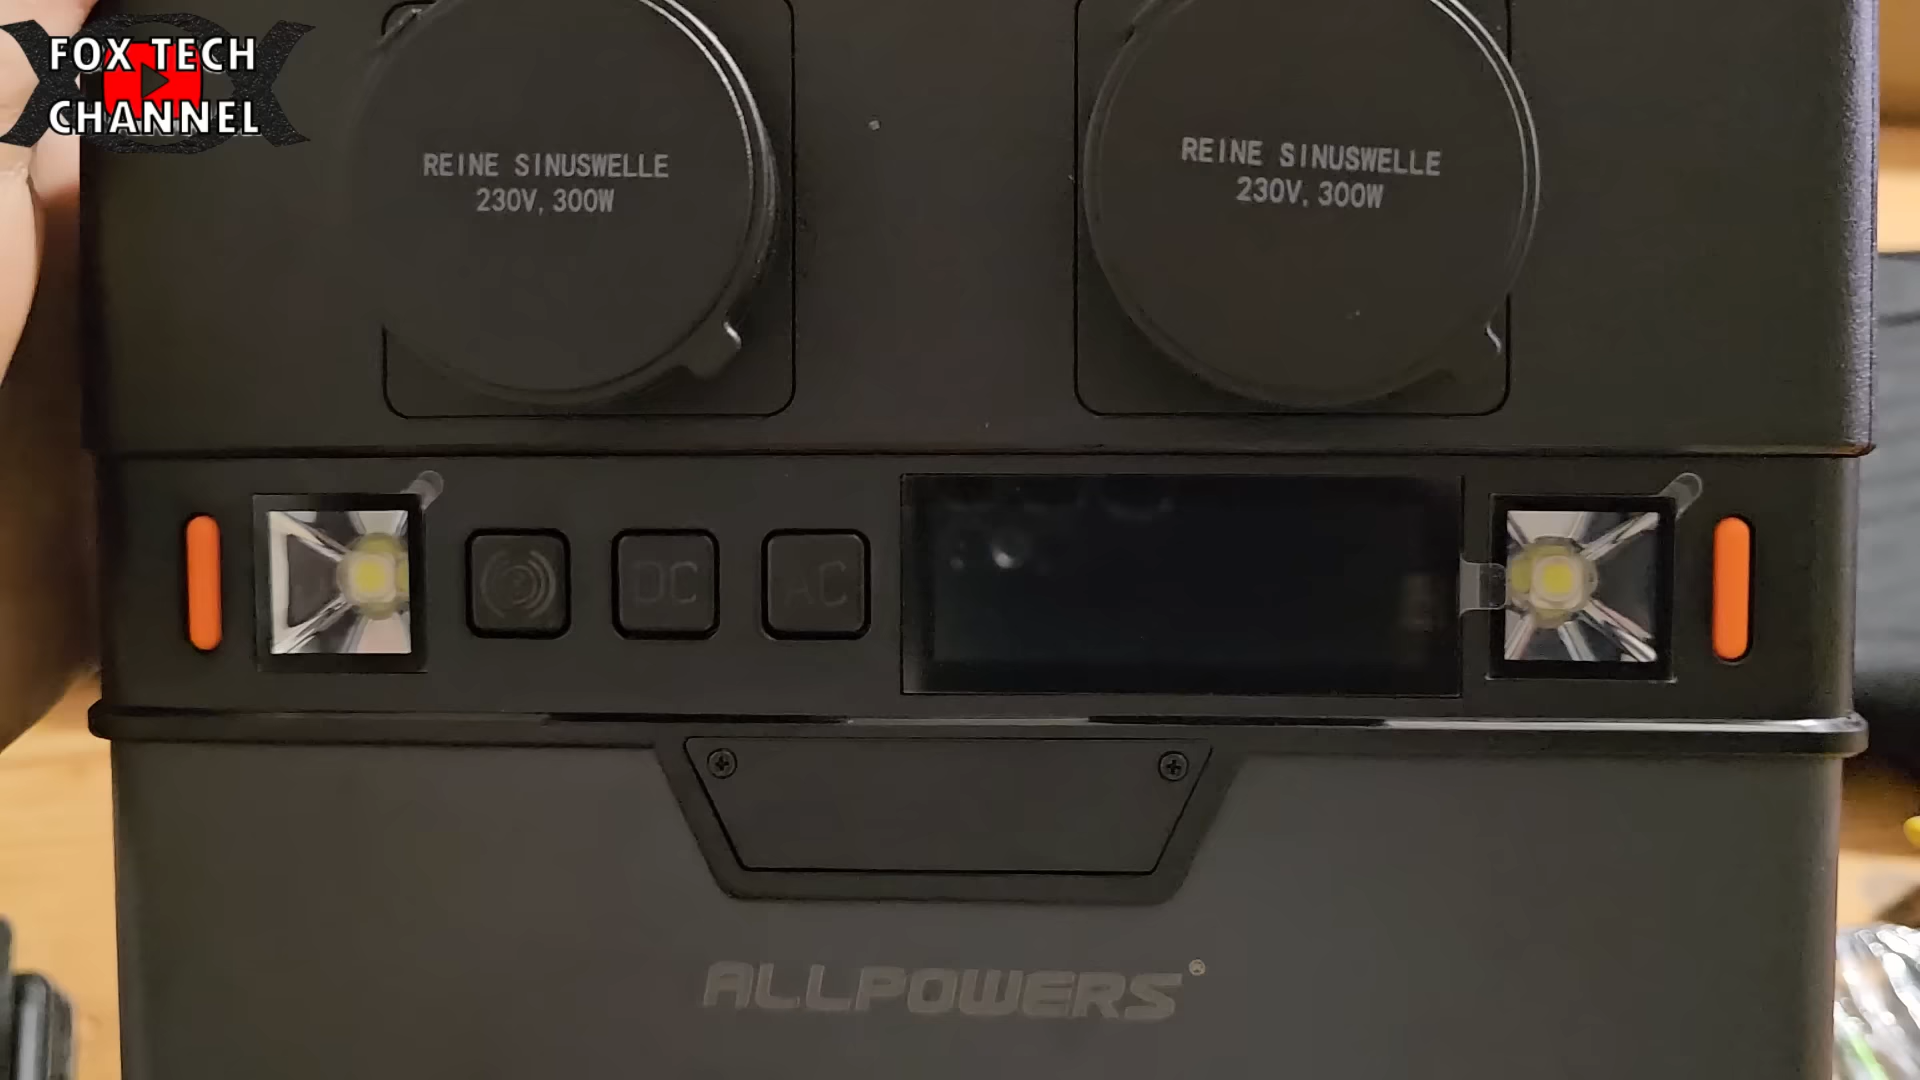 FOX TECH
CHANNEL
REINE SINUSWELLE
230V, 300W
REINE SINUSWELLE
230V, 300W
DC
AC
ALLPOWERS®